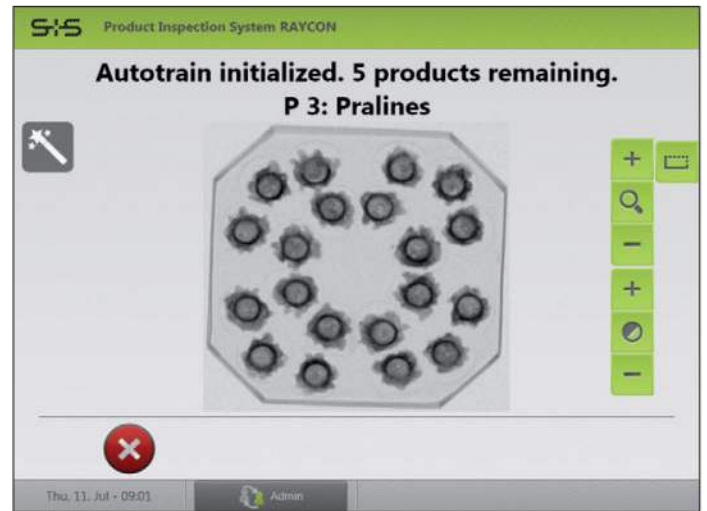 S+S Product Inspection System RAYCON
Autotrain initialized. 5 products remaining.
P 3: Pralines
Thu, 11. Jul - 09:01 Admin